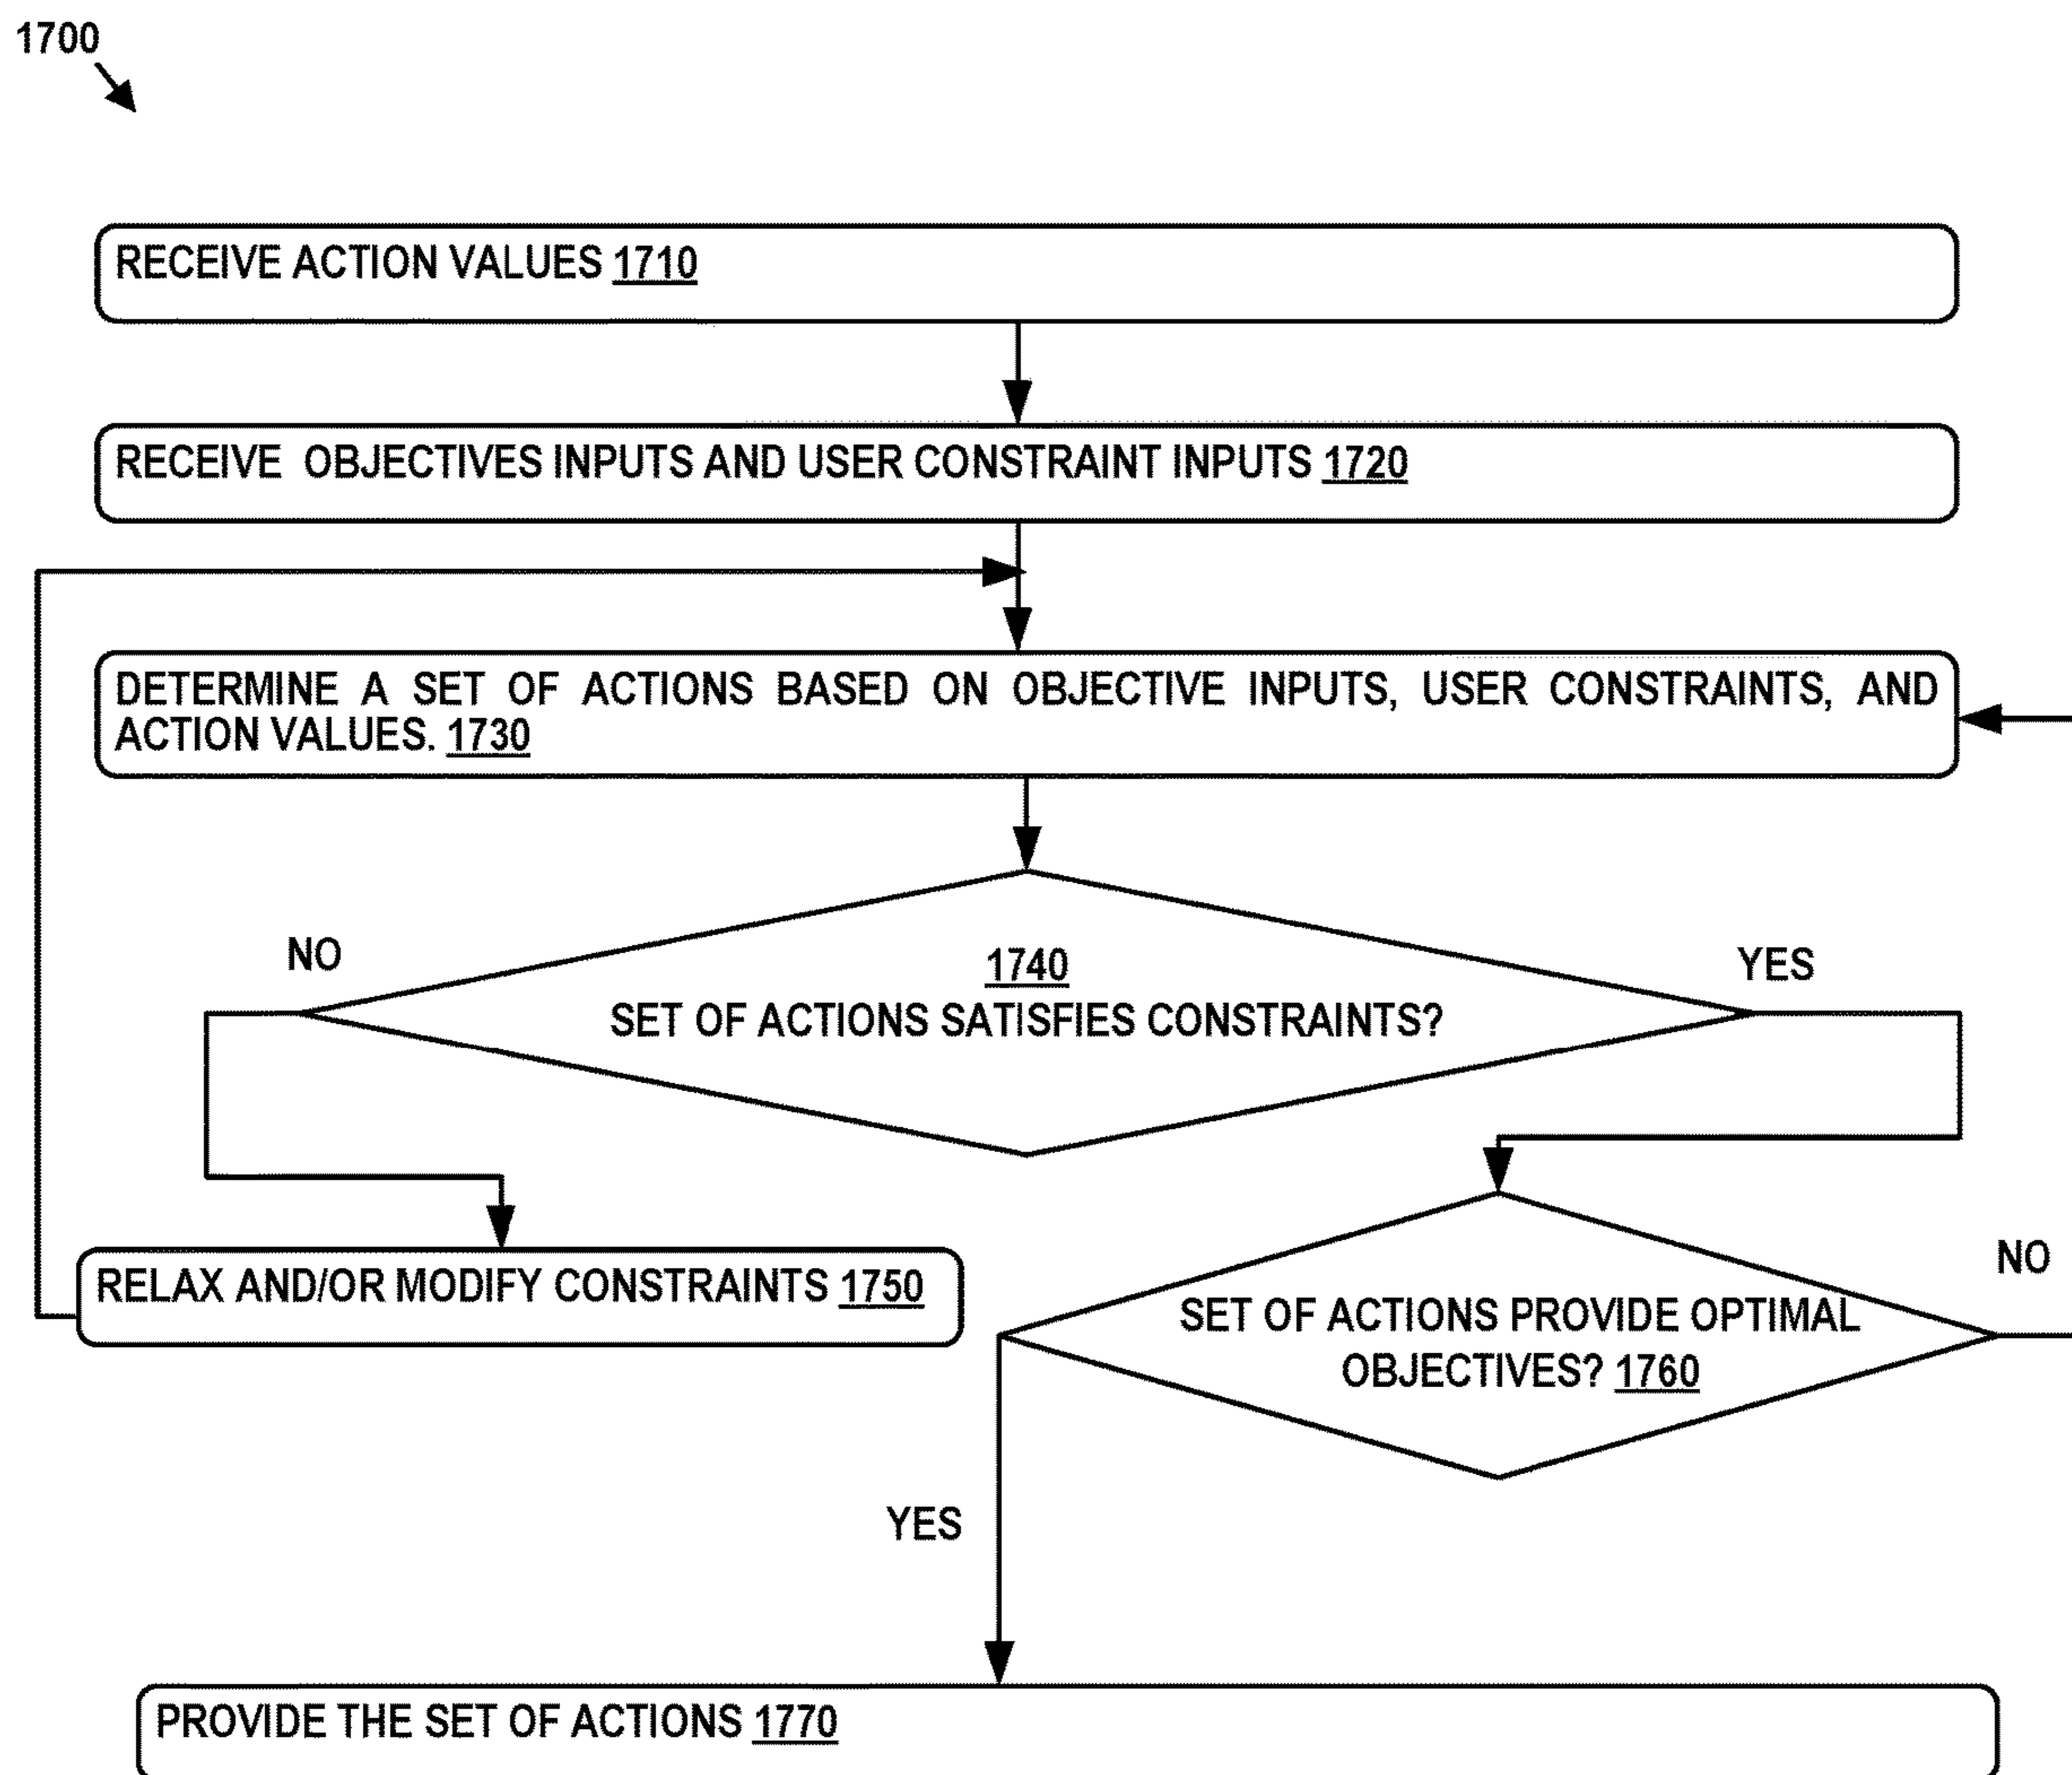 1700
RECEIVE ACTION VALUES 1710
RECEIVE OBJECTIVES INPUTS AND USER CONSTRAINT INPUTS 1720
DETERMINE A SET OF ACTIONS BASED ON OBJECTIVE INPUTS, USER CONSTRAINTS, AND
ACTION VALUES. 1730
NO
1740
YES
SET OF ACTIONS SATISFIES CONSTRAINTS?
RELAX AND/OR MODIFY CONSTRAINTS 1750
NO
SET OF ACTIONS PROVIDE OPTIMAL
OBJECTIVES? 1760
YES
PROVIDE THE SET OF ACTIONS 1770